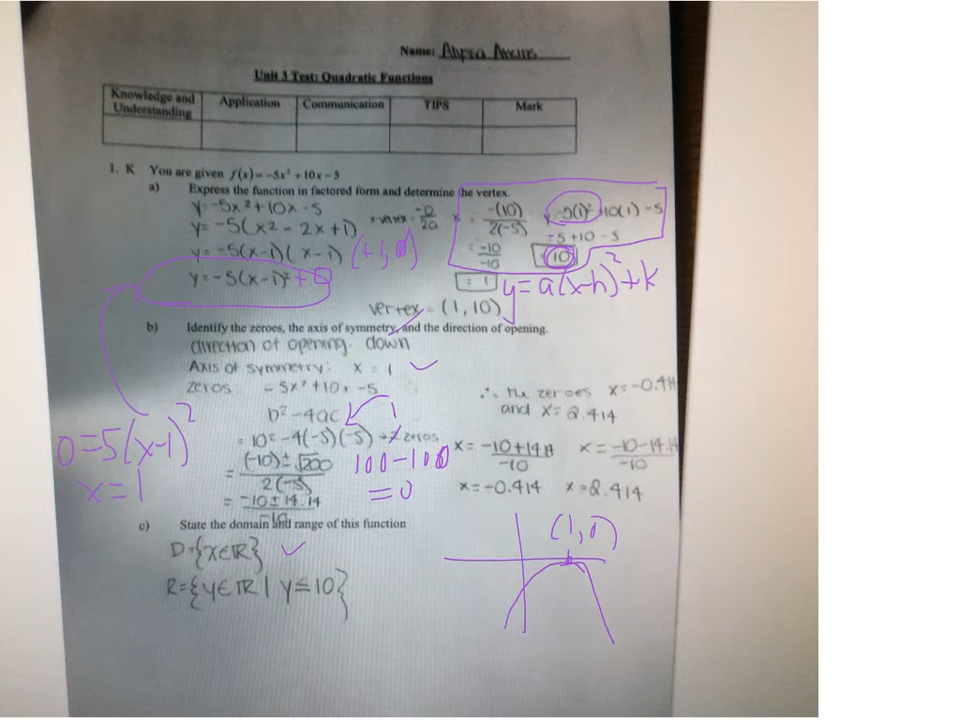 Name:
Unit 3 Test: Quadratic Functions
Knowledge and Understanding Application Communication TIPS Mark
1. K You are given f(x) = -5x² + 10x - 5
a) Express the function in factored form and determine the vertex.
y = -5x² + 10x - 5
y = -5(x² - 2x + 1)
y = -5(x-1)(x-1)
y = -5(x-1)² + 0
x = -(10)/2(-5)
= -10/-10
= 1
-5(1)² +10(1) - 5
= 5 + 10 - 5
10
y = a(x-h)² + k
vertex = (1, 10)
b) Identify the zeroes, the axis of symmetry, and the direction of opening.
direction of opening: down
Axis of symmetry: x = 1
zeros = -5x² + 10x - 5
b² - 4ac
= 10² - 4(-5)(-5) → 2 zeros
1
= (-10) ± √200 / 2(-5)
= -10 ± 14.14 / -10
100 - 100
= 0
∴ the zeroes x = -0.414
and x = 2.414
x = -10 + 14.14 / -10 x = -10 - 14.14 / -10
x = -0.414 x = 2.414
0 = 5(x-1)²
x = 1
c) State the domain and range of this function
D = {x∈ℝ}
R = {y∈ℝ | y ≤ 10}
(1, 0)